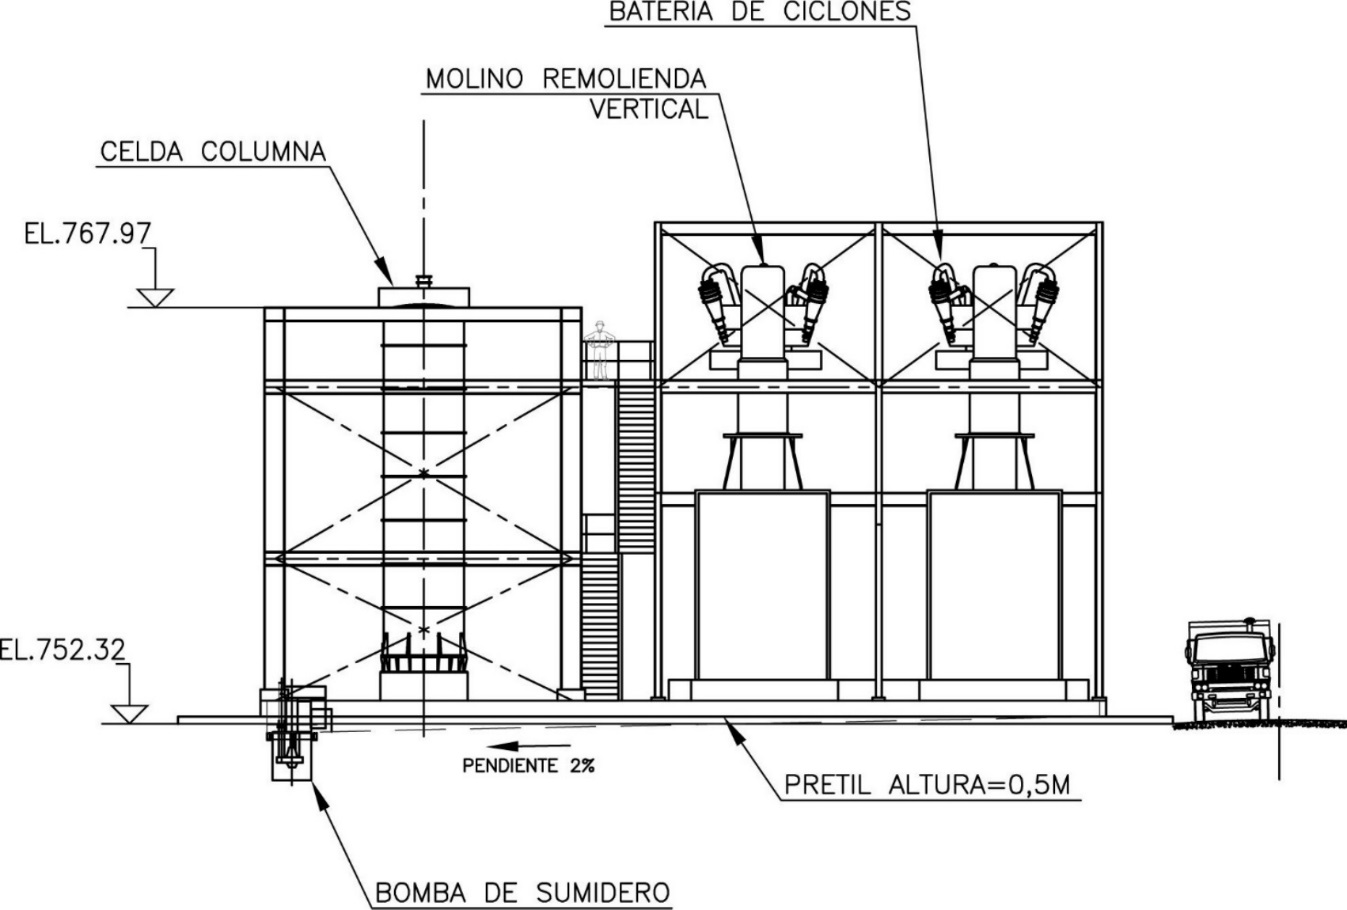 BATERIA DE CICLONES
MOLINO REMOLIENDA
VERTICAL
CELDA COLUMNA
EL.767.97
EL.752.32
PENDIENTE 2%
PRETIL ALTURA=0,5M
BOMBA DE SUMIDERO